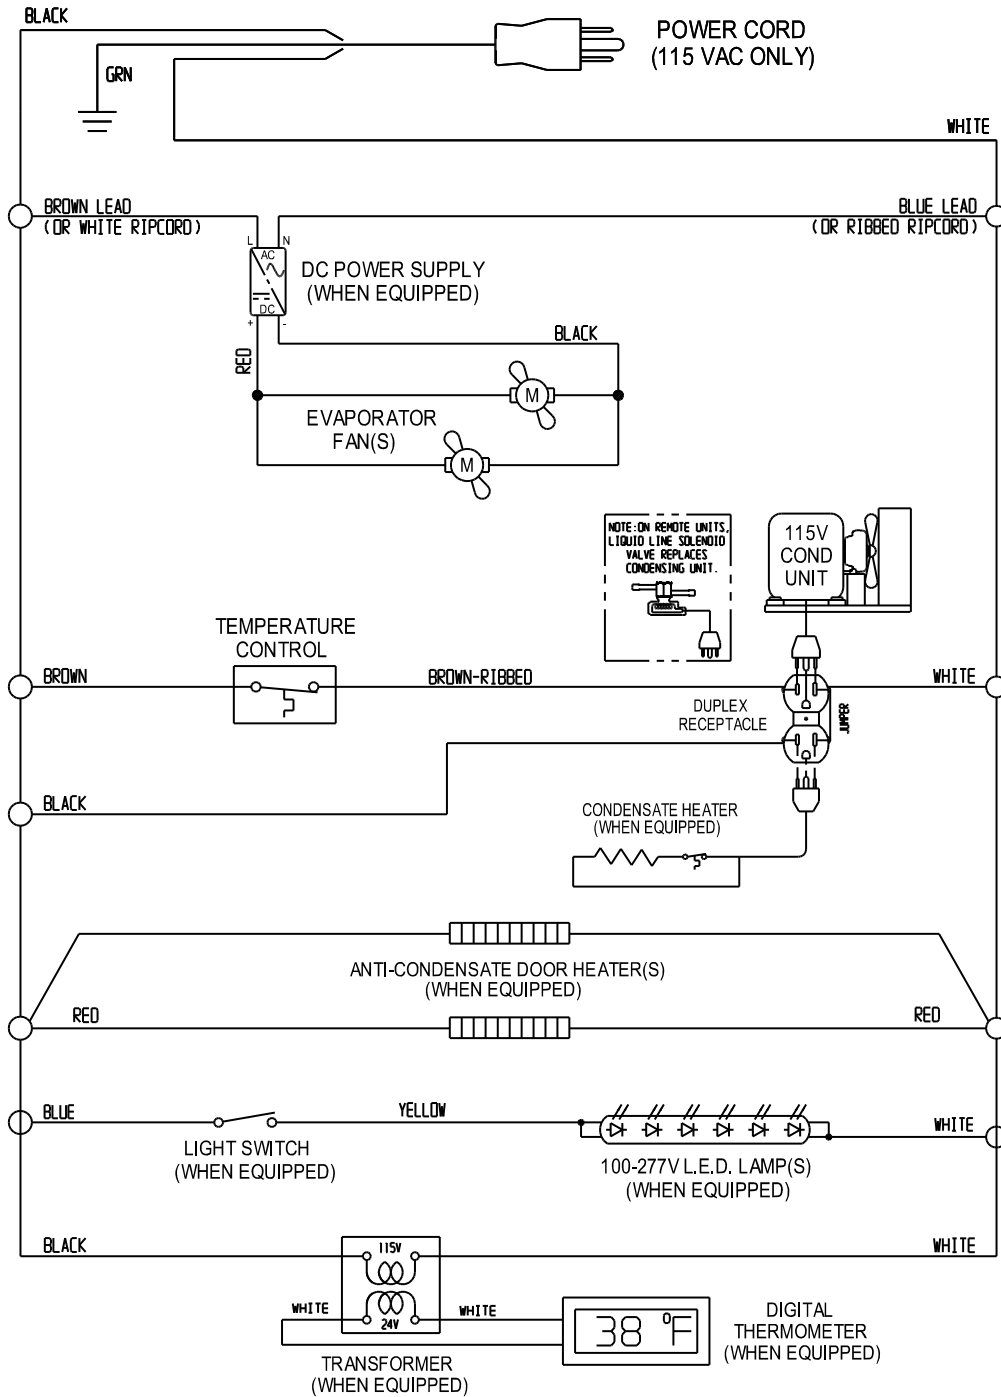 BLACK
POWER CORD
(115 VAC ONLY)
GRN
WHITE
BROWN LEAD
(OR WHITE RIPCORD)
BLUE LEAD
(OR RIBBED RIPCORD)
L
N
AC
DC
+
-
DC POWER SUPPLY
(WHEN EQUIPPED)
RED
BLACK
M
EVAPORATOR
FAN(S)
M
NOTE:ON REMOTE UNITS,
LIQUID LINE SOLENOID
VALVE REPLACES
CONDENSING UNIT.
115V
COND
UNIT
TEMPERATURE
CONTROL
BROWN
BROWN-RIBBED
WHITE
DUPLEX
RECEPTACLE
JUMPER
BLACK
CONDENSATE HEATER
(WHEN EQUIPPED)
ANTI-CONDENSATE DOOR HEATER(S)
(WHEN EQUIPPED)
RED
RED
BLUE
YELLOW
WHITE
LIGHT SWITCH
(WHEN EQUIPPED)
100-277V L.E.D. LAMP(S)
(WHEN EQUIPPED)
BLACK
115V
WHITE
WHITE
24V
WHITE
38 °F
DIGITAL
THERMOMETER
(WHEN EQUIPPED)
TRANSFORMER
(WHEN EQUIPPED)